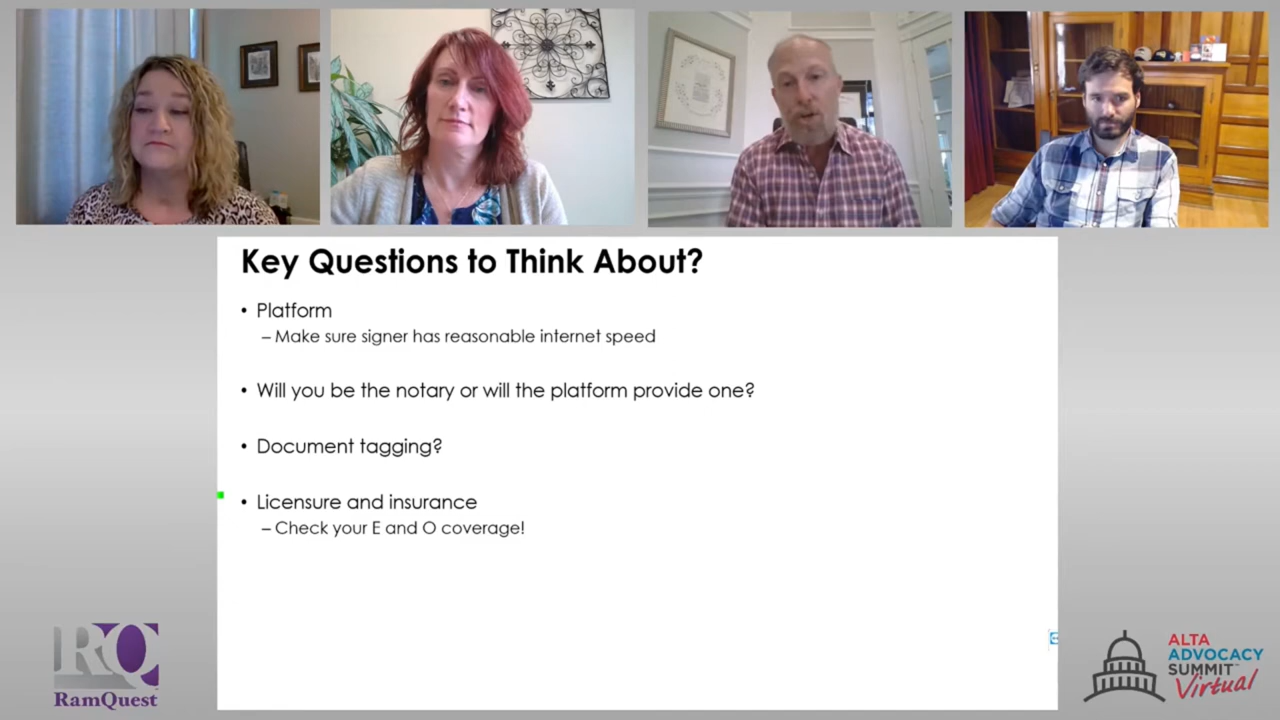 Key Questions to Think About?
• Platform
– Make sure signer has reasonable internet speed
• Will you be the notary or will the platform provide one?
• Document tagging?
• Licensure and insurance
– Check your E and O coverage!
RQ
RamQuest
ALTA
ADVOCACY
SUMMIT
Virtual